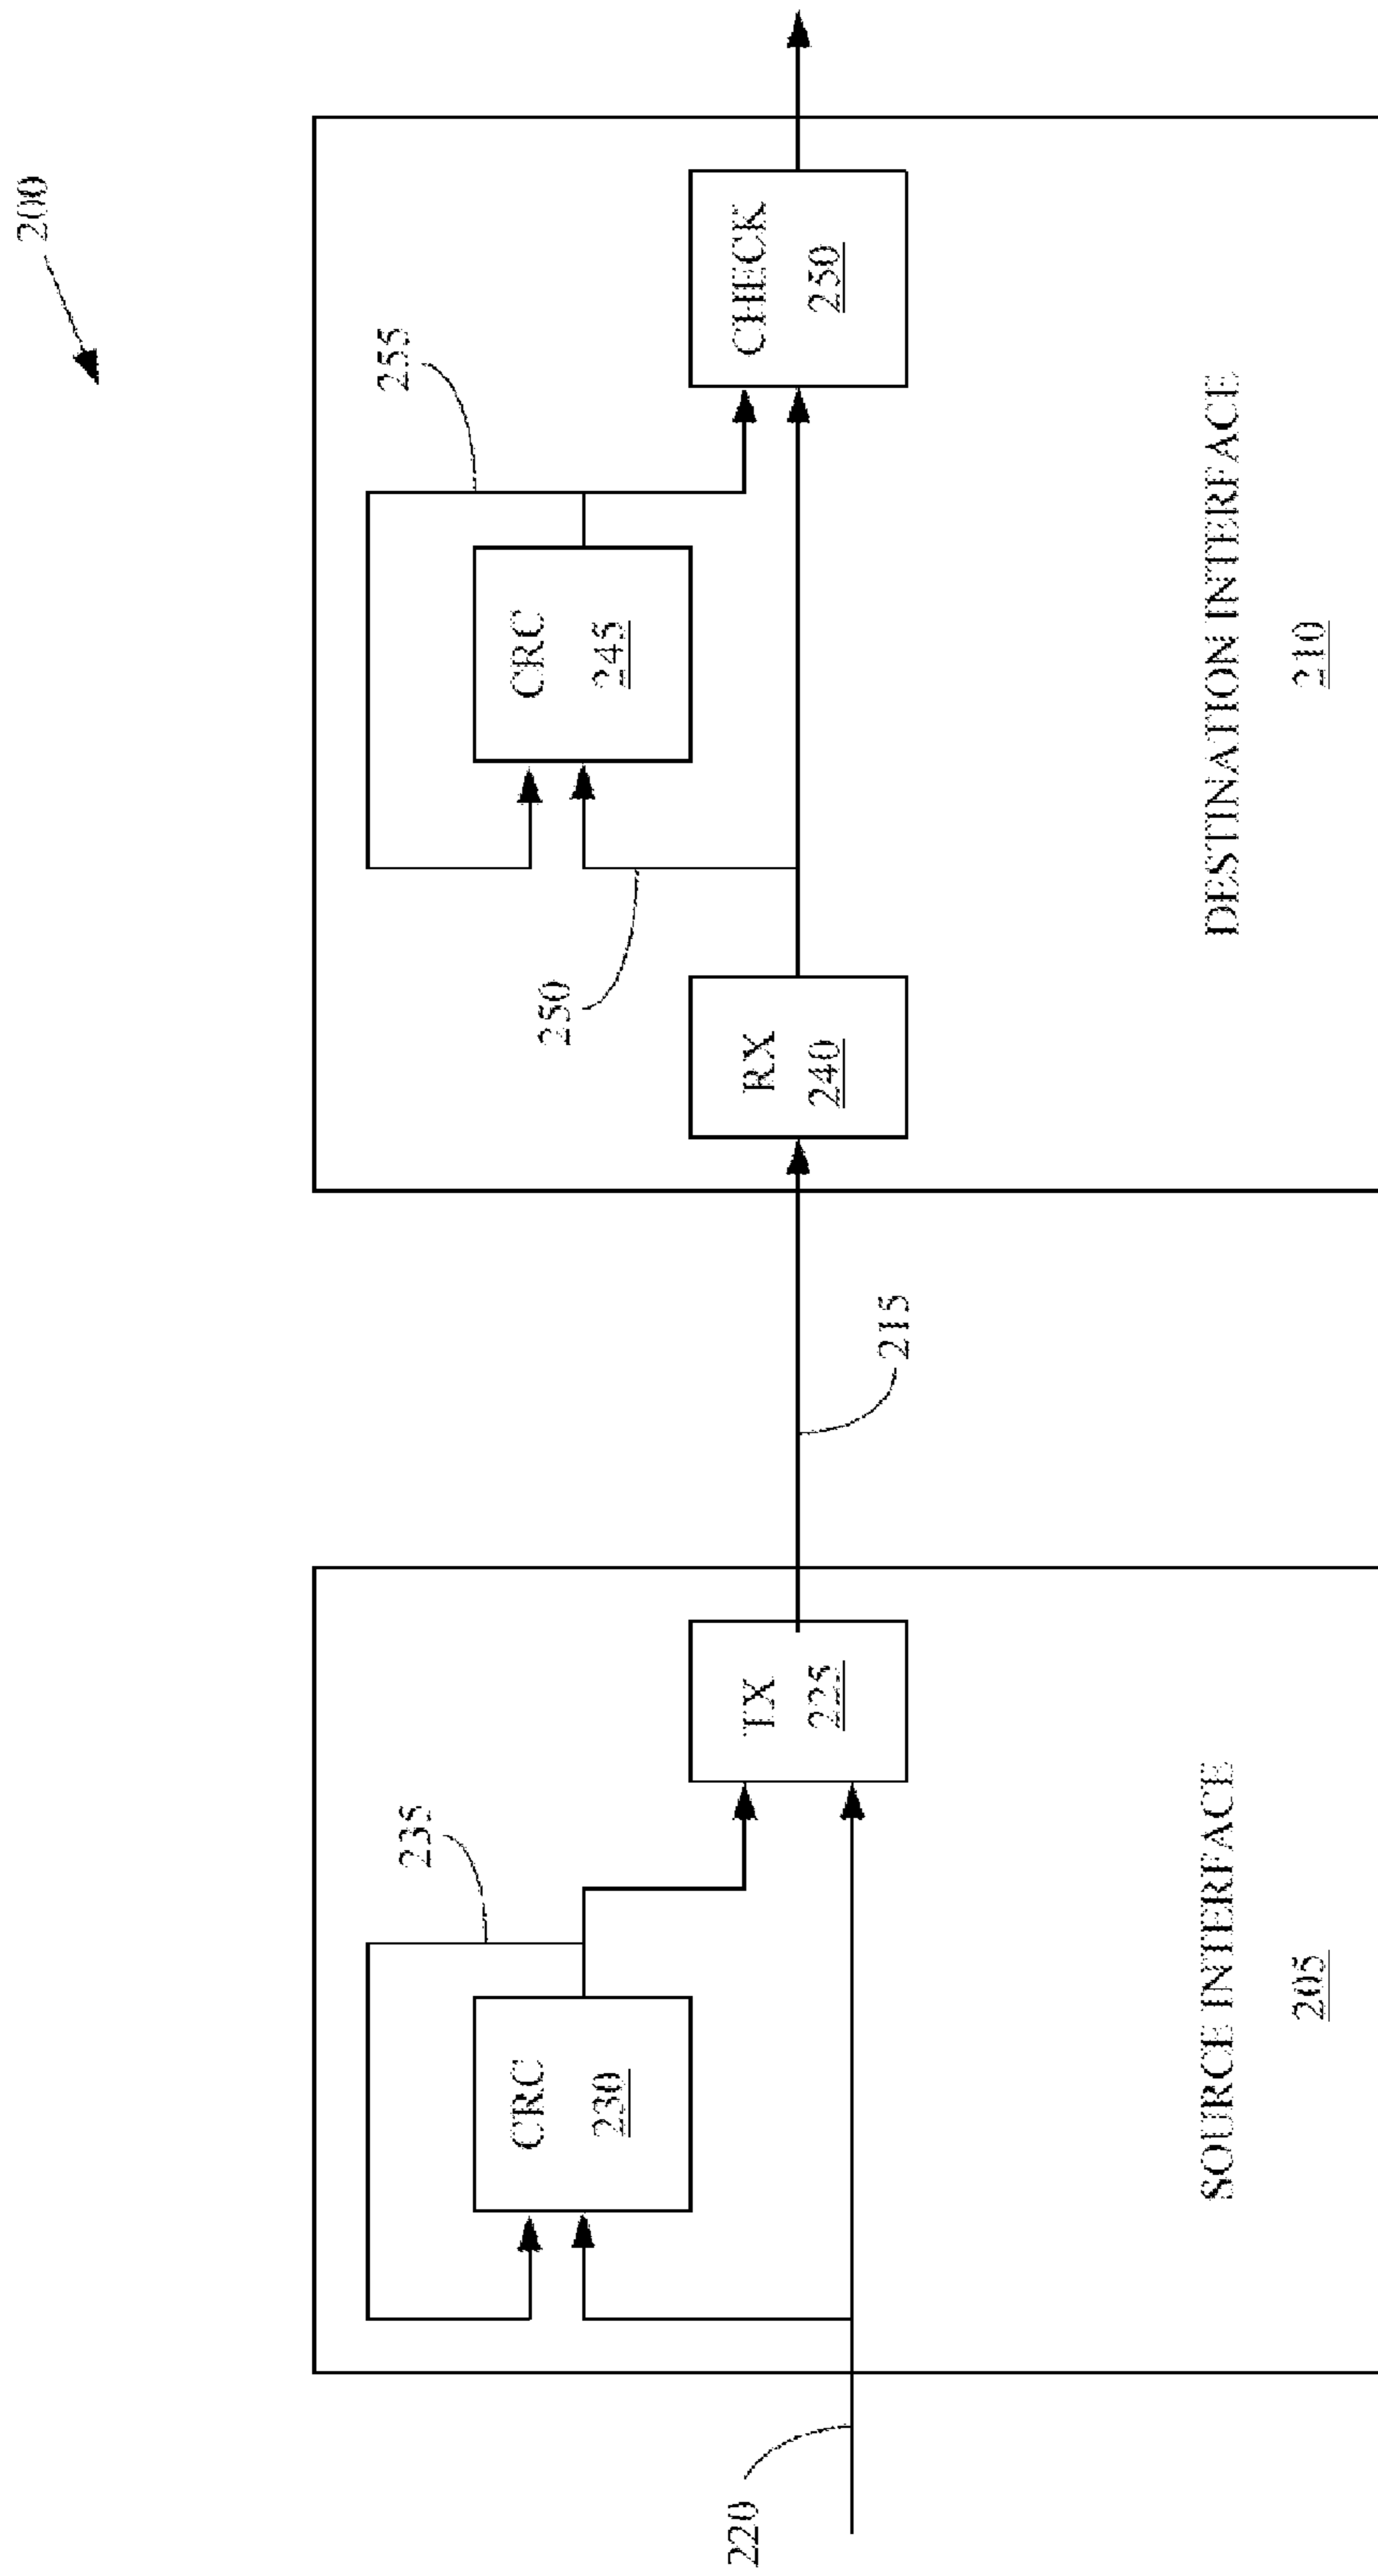 200
235
CRC
230
TX
225
220
SOURCE INTERFACE
205
215
255
CRC
245
250
RX
240
CHECK
250
DESTINATION INTERFACE
210